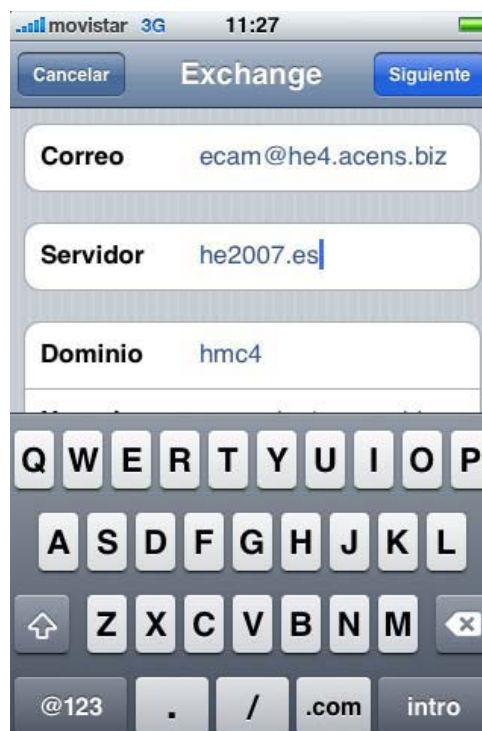 movistar 3G 11:27
Cancelar Exchange Siguiente
Correo ecam@he4.acens.biz
Servidor he2007.es
Dominio hmc4
Q W E R T Y U I O P
A S D F G H J K L
Z X C V B N M
@123 . / .com intro